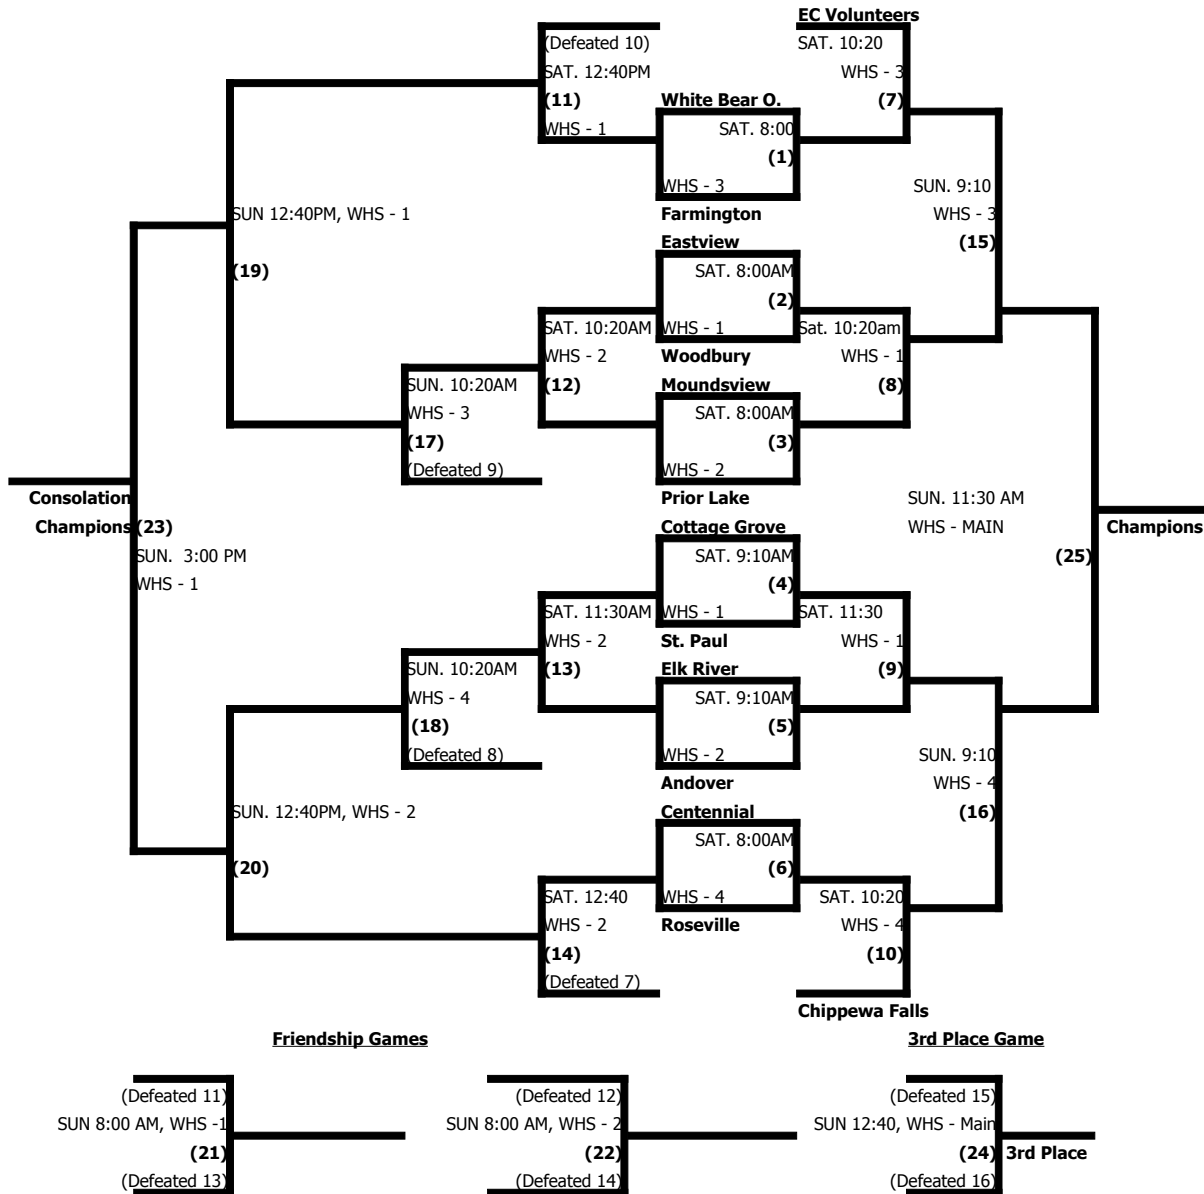 EC Volunteers
(Defeated 10)
SAT. 10:20
SAT. 12:40PM
WHS - 3
(11)
White Bear O.
(7)
WHS - 1
SAT. 8:00
(1)
WHS - 3
SUN. 9:10
SUN 12:40PM, WHS - 1
Farmington
WHS - 3
Eastview
(15)
(19)
SAT. 8:00AM
(2)
SAT. 10:20AM
WHS - 1
Sat. 10:20am
WHS - 2
Woodbury
WHS - 1
SUN. 10:20AM
(12)
Moundsview
(8)
WHS - 3
SAT. 8:00AM
(17)
(3)
(Defeated 9)
WHS - 2
Consolation
Prior Lake
SUN. 11:30 AM
Champions
(23)
Cottage Grove
WHS - MAIN
Champions
SUN. 3:00 PM
SAT. 9:10AM
(25)
WHS - 1
(4)
SAT. 11:30AM
WHS - 1
SAT. 11:30
WHS - 2
St. Paul
WHS - 1
SUN. 10:20AM
(13)
Elk River
(9)
WHS - 4
SAT. 9:10AM
(18)
(5)
(Defeated 8)
WHS - 2
SUN. 9:10
Andover
WHS - 4
SUN. 12:40PM, WHS - 2
Centennial
(16)
SAT. 8:00AM
(20)
(6)
SAT. 12:40
WHS - 4
SAT. 10:20
WHS - 2
Roseville
WHS - 4
(14)
(10)
(Defeated 7)
Chippewa Falls
Friendship Games
3rd Place Game
(Defeated 11)
(Defeated 12)
(Defeated 15)
SUN 8:00 AM, WHS -1
SUN 8:00 AM, WHS - 2
SUN 12:40, WHS - Main
(21)
(22)
(24)
3rd Place
(Defeated 13)
(Defeated 14)
(Defeated 16)